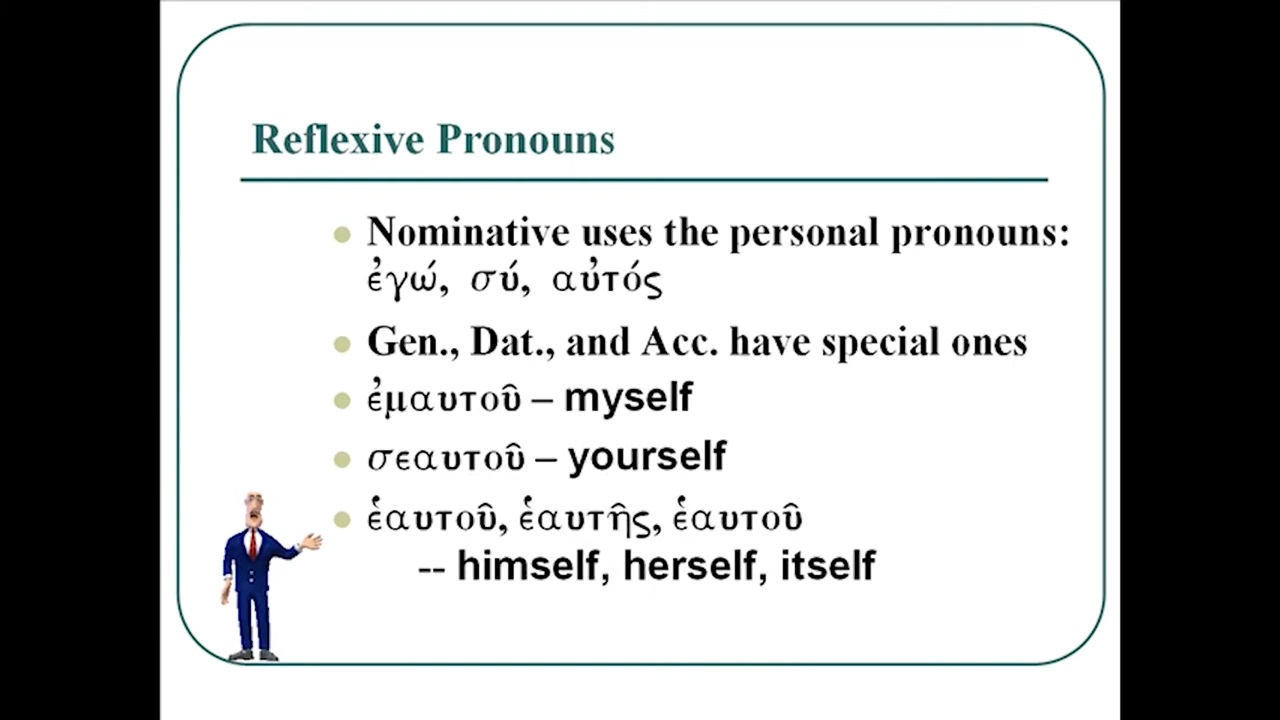 Reflexive Pronouns
Nominative uses the personal pronouns:
ἐγώ, σύ, αὐτός
Gen., Dat., and Acc. have special ones
ἐμαυτοῦ – myself
σεαυτοῦ – yourself
ἑαυτοῦ, ἑαυτῆς, ἑαυτοῦ
-- himself, herself, itself